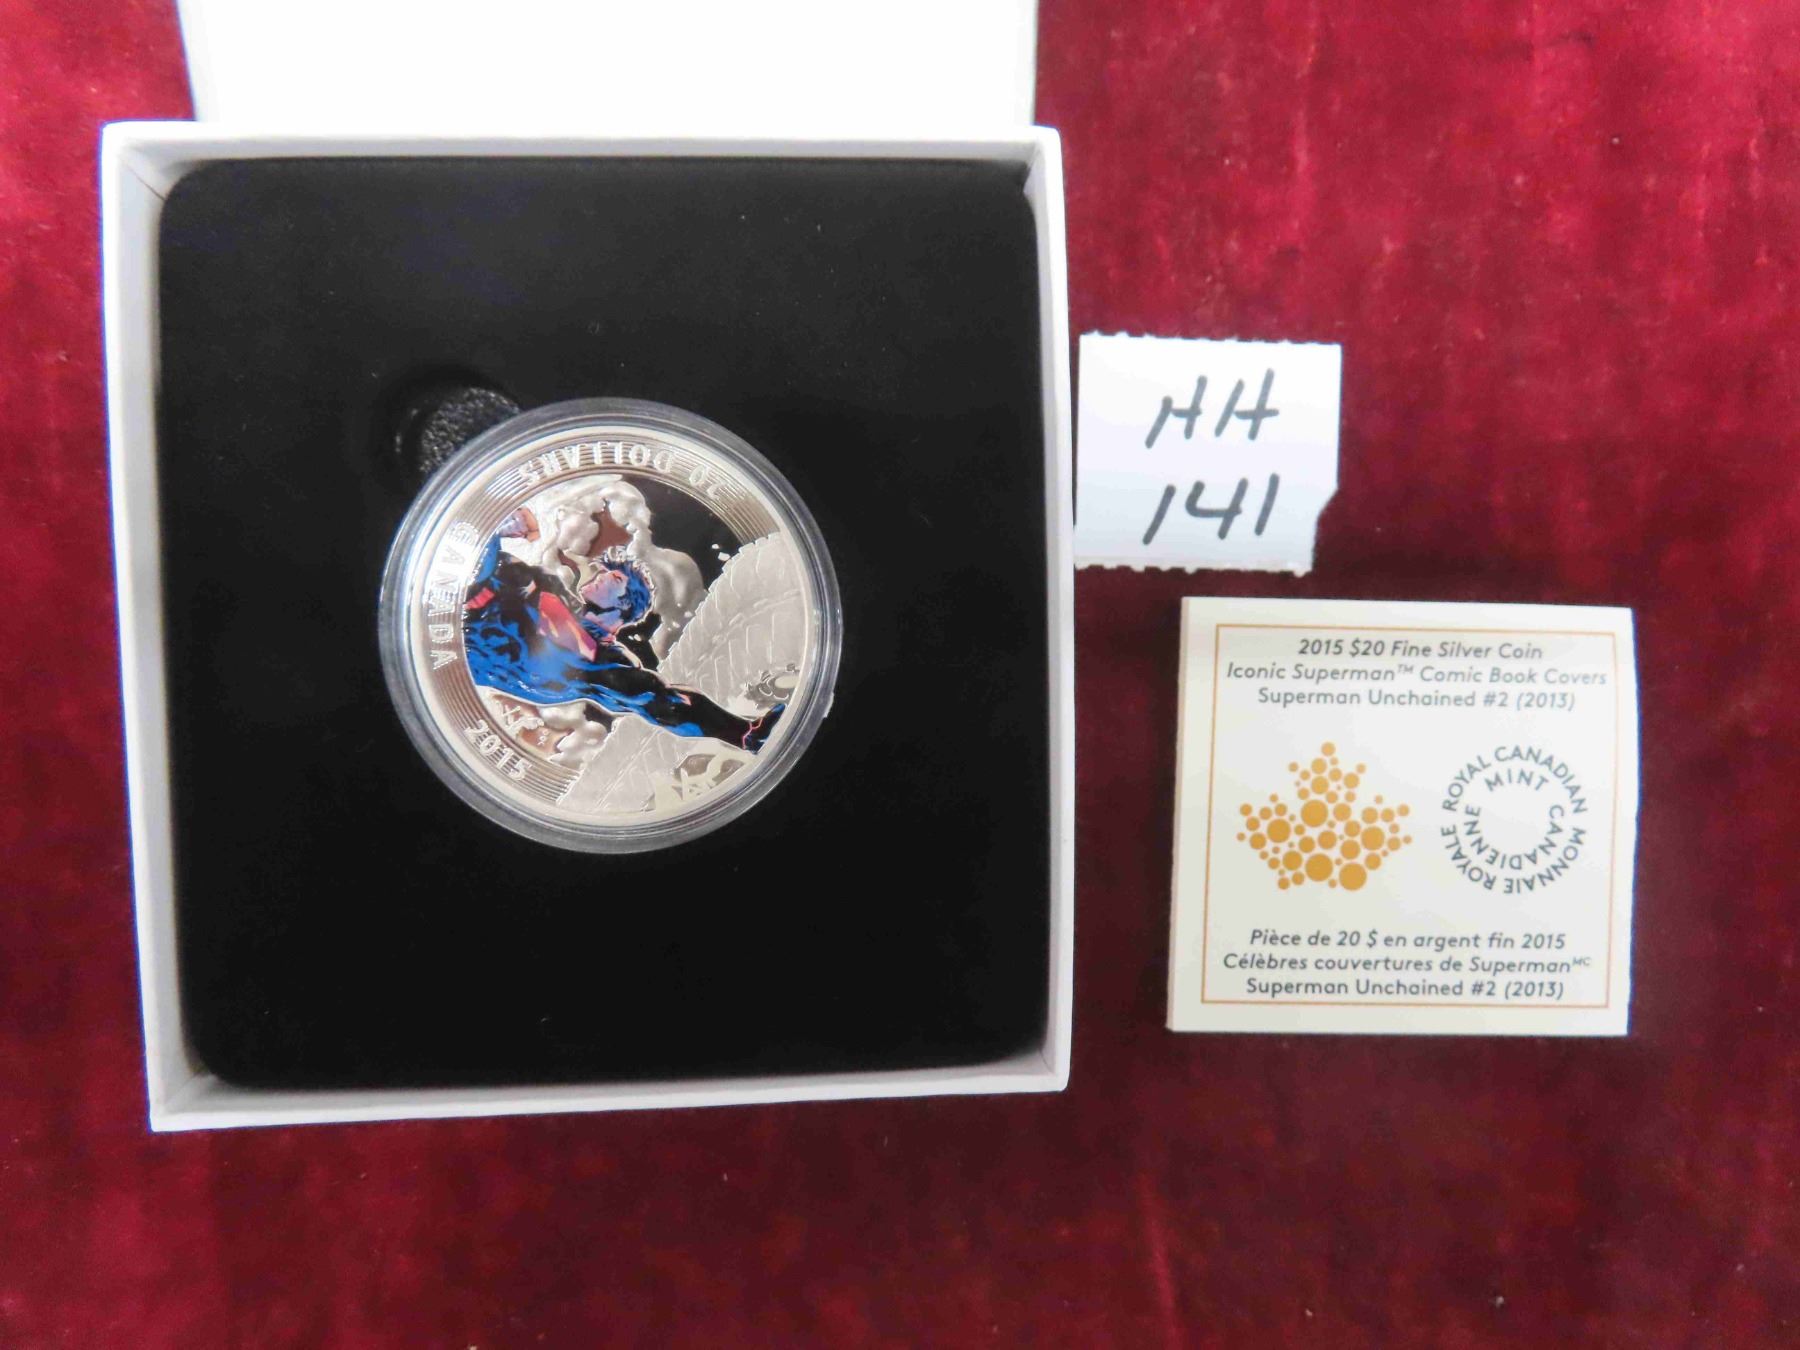 20 DOLLARS
CANADA
2015
HH
141
2015 $20 Fine Silver Coin
Iconic Superman™ Comic Book Covers
Superman Unchained #2 (2013)
ROYAL CANADIAN MINT
MONNAIE ROYALE CANADIENNE
Pièce de 20 $ en argent fin 2015
Célèbres couvertures de Superman MC
Superman Unchained #2 (2013)